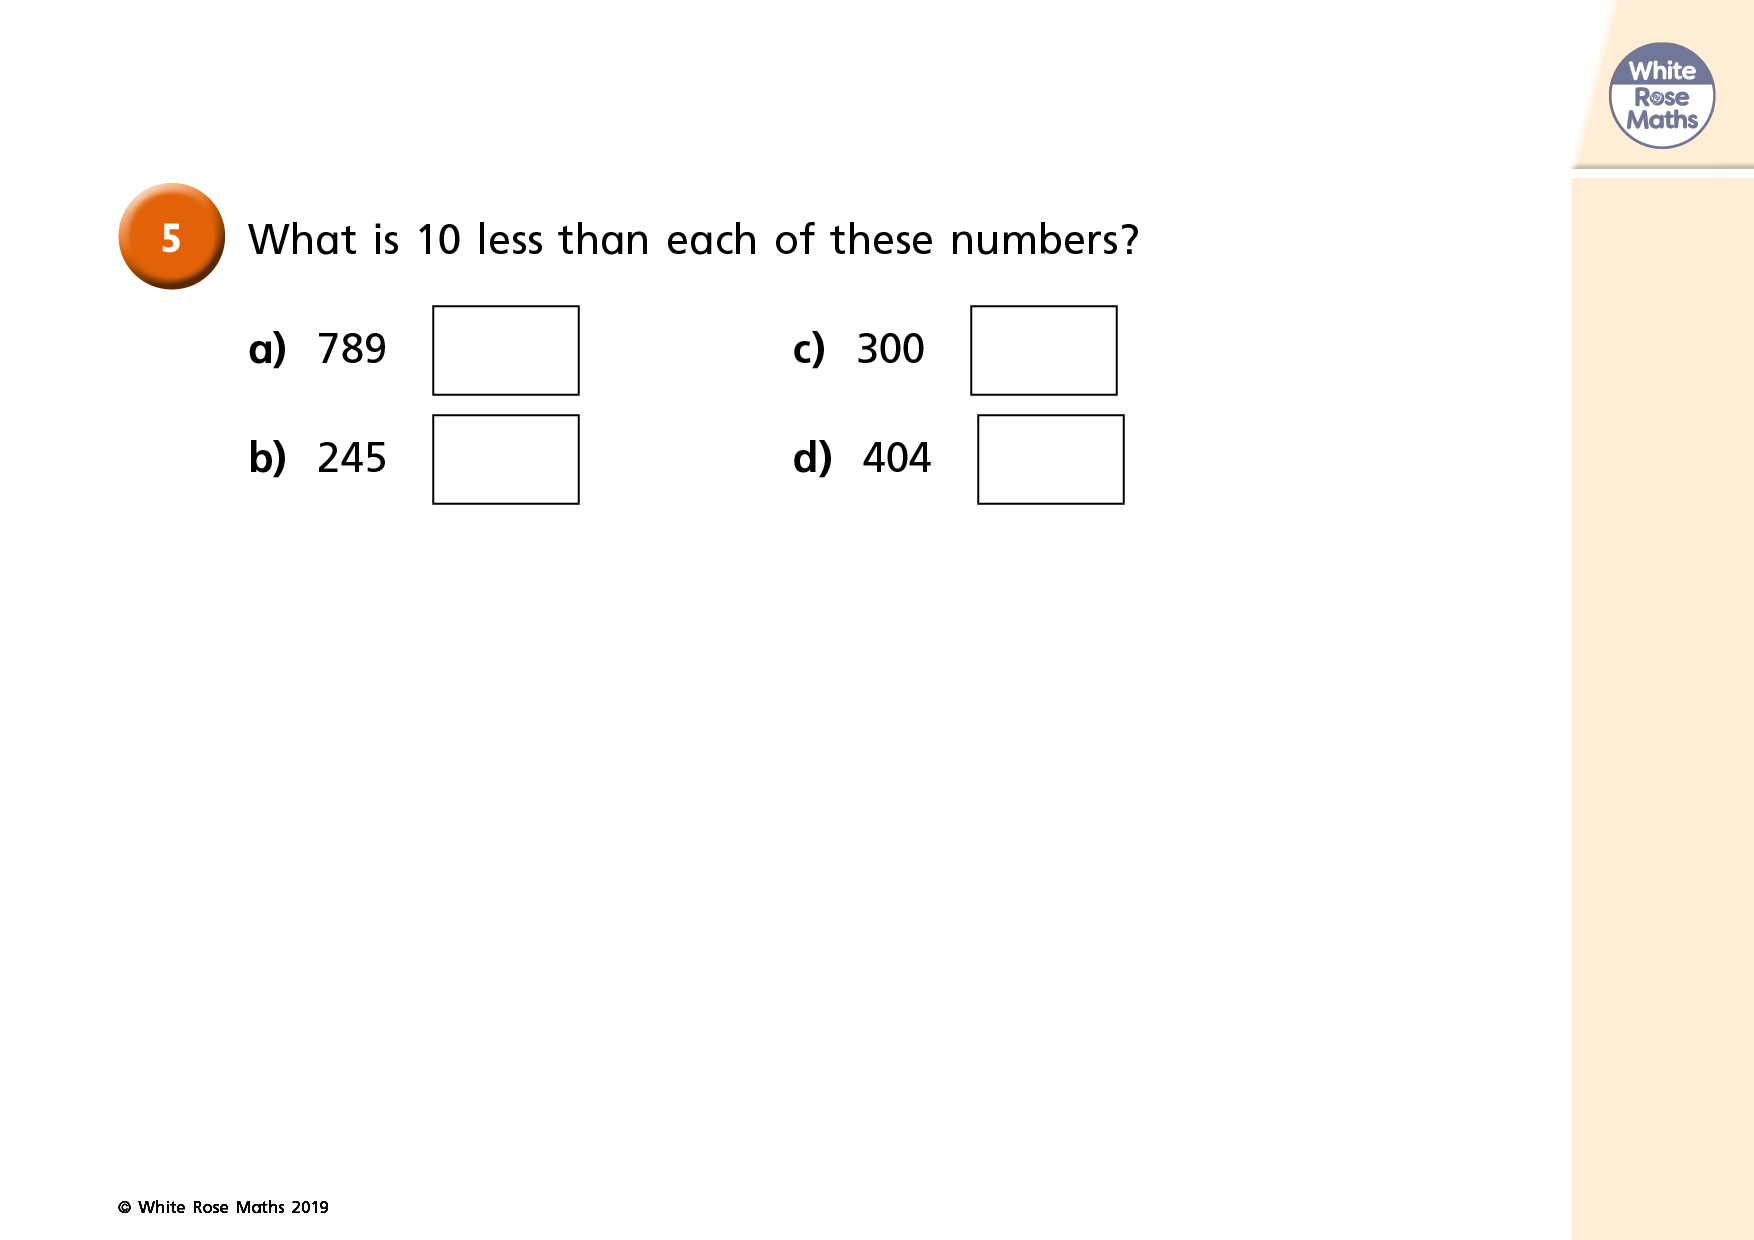 White
Rose
Maths
5 What is 10 less than each of these numbers?
a) 789 c) 300
b) 245 d) 404
© White Rose Maths 2019